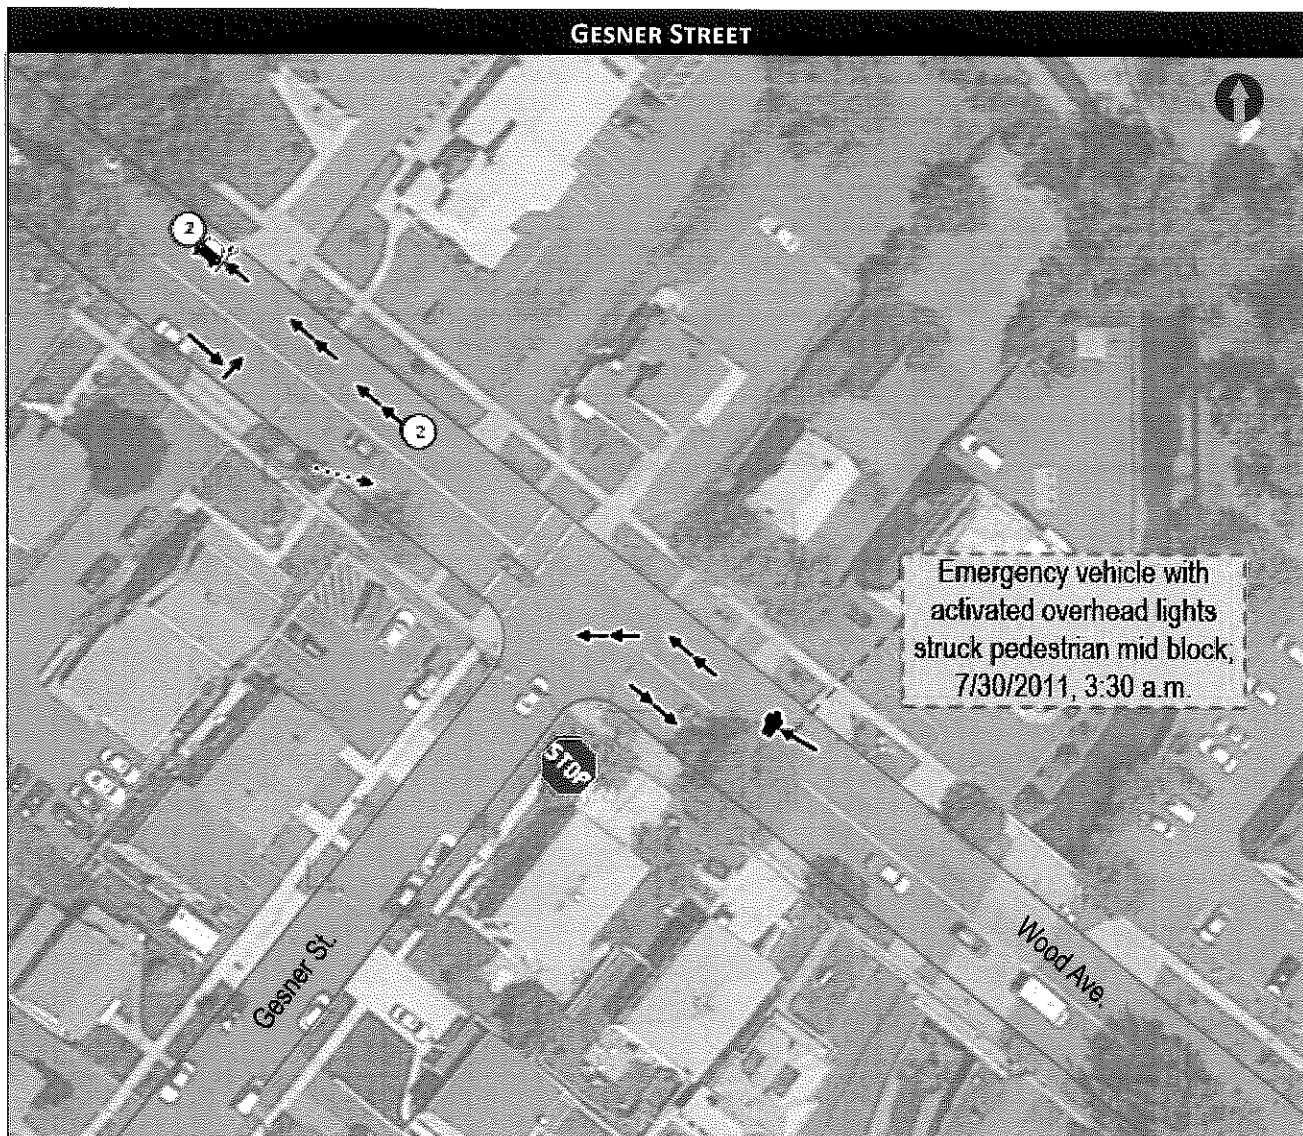 GESNER STREET
2
2
Emergency vehicle with
activated overhead lights
struck pedestrian mid block,
7/30/2011, 3:30 a.m.
STOP
Gesner St.
Wood Ave.